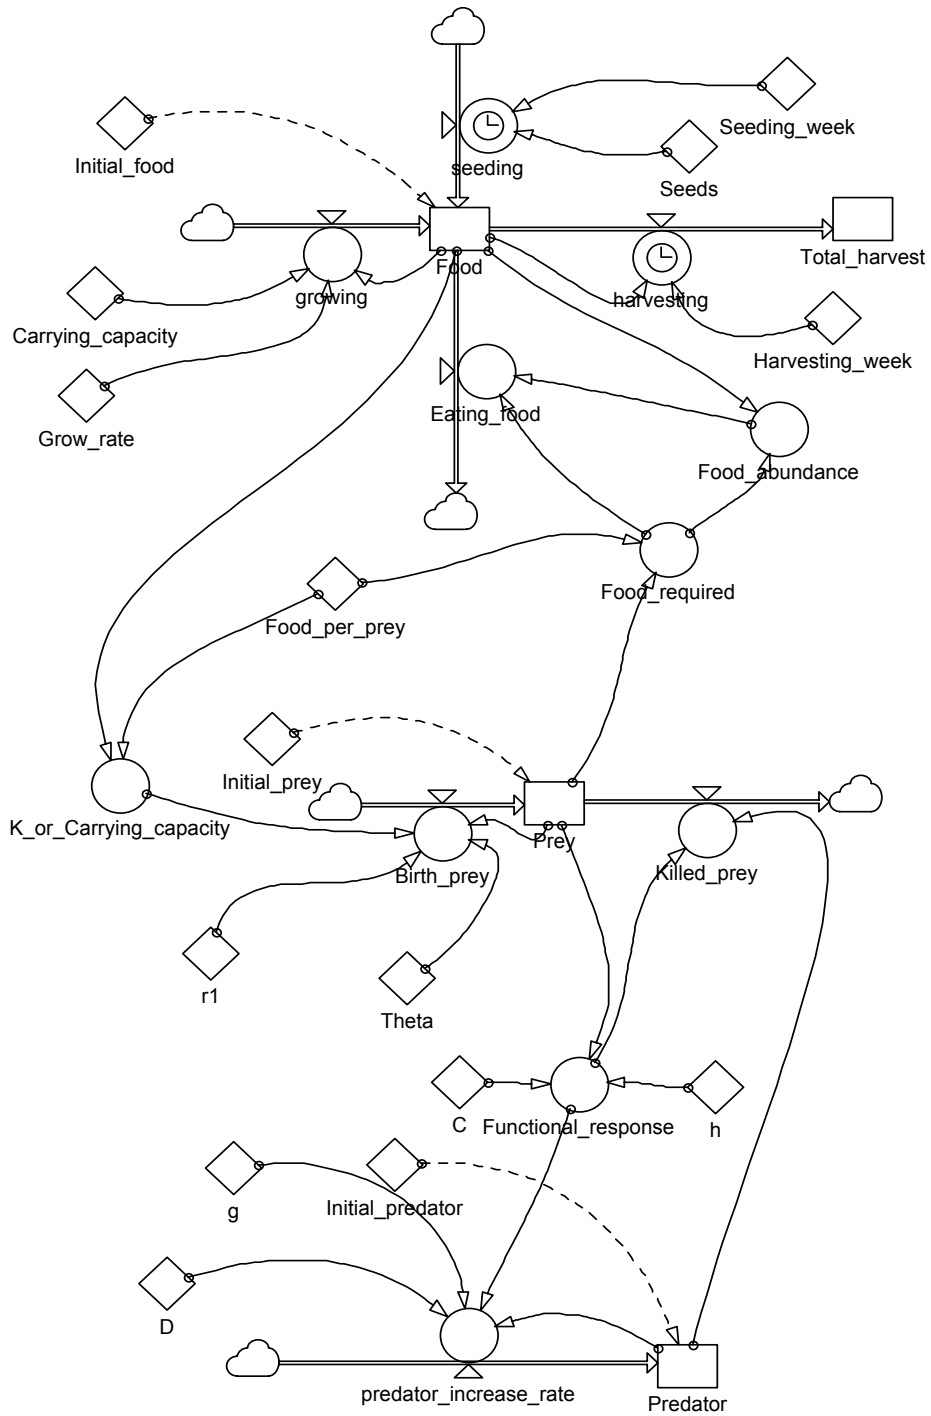 Seeding_week
Initial_food
seeding
Seeds
Total_harvest
Food
growing
harvesting
Carrying_capacity
Harvesting_week
Eating_food
Grow_rate
Food_abundance
Food_required
Food_per_prey
Initial_prey
K_or_Carrying_capacity
Prey
Birth_prey
Killed_prey
r1
Theta
C
Functional_response
h
g
Initial_predator
D
predator_increase_rate
Predator